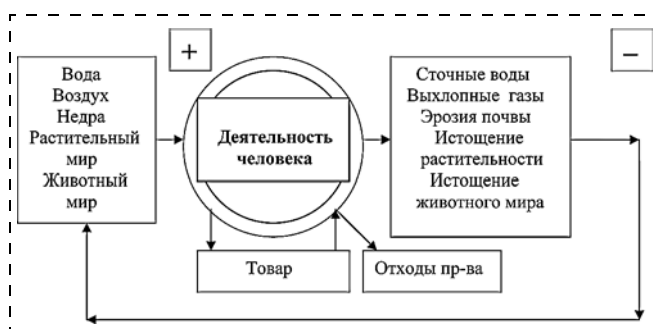 +
–
Вода
Воздух
Недра
Растительный
мир
Животный
мир
Деятельность
человека
Сточные воды
Выхлопные газы
Эрозия почвы
Истощение
растительности
Истощение
животного мира
Товар
Отходы пр-ва